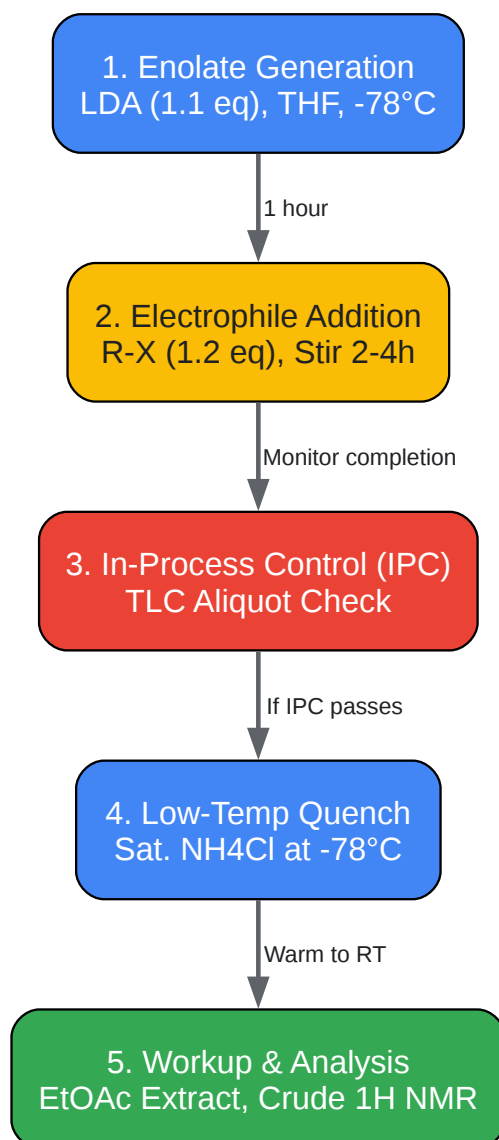 1. Enolate Generation
LDA (1.1 eq), THF, -78°C
1 hour
2. Electrophile Addition
R-X (1.2 eq), Stir 2-4h
Monitor completion
3. In-Process Control (IPC)
TLC Aliquot Check
If IPC passes
4. Low-Temp Quench
Sat. NH4Cl at -78°C
Warm to RT
5. Workup & Analysis
EtOAc Extract, Crude 1H NMR